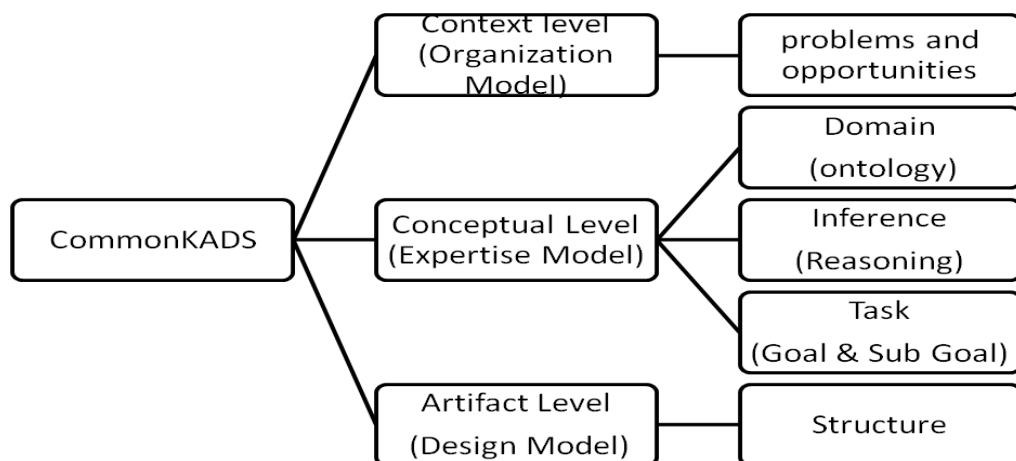 Context level
(Organization
Model)
problems and
opportunities
Domain
(ontology)
CommonKADS
Conceptual Level
(Expertise Model)
Inference
(Reasoning)
Task
(Goal & Sub Goal)
Artifact Level
(Design Model)
Structure